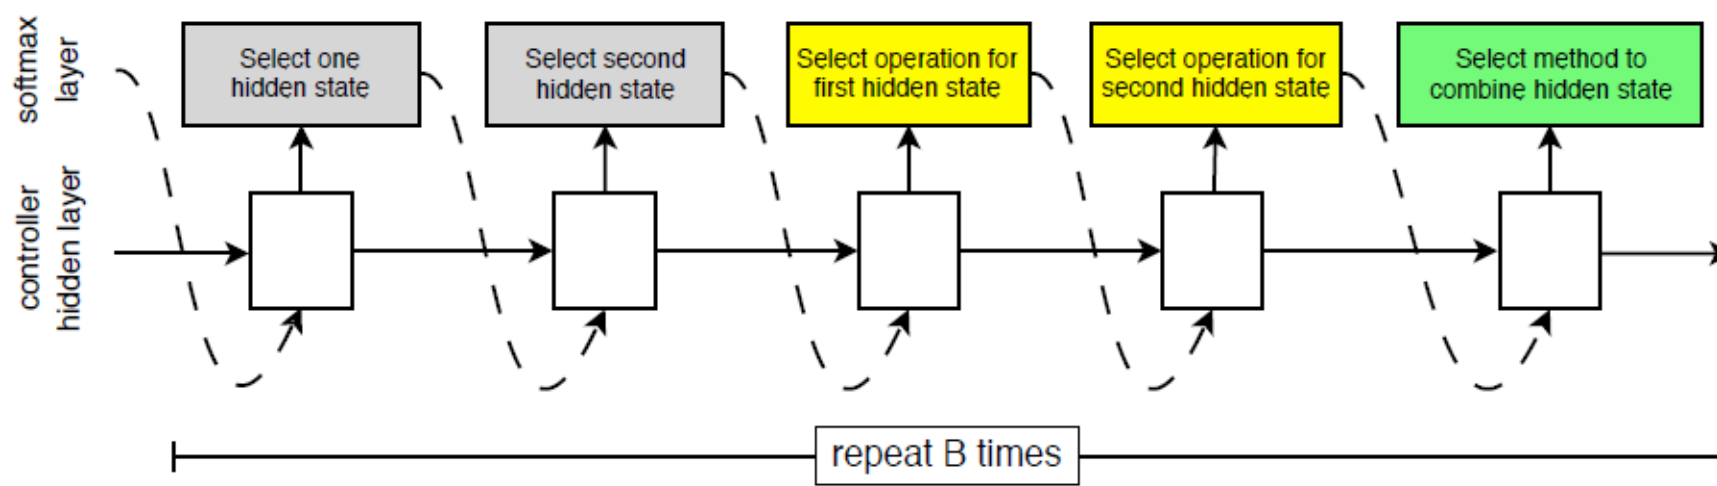 softmax
layer
Select one
hidden state
Select second
hidden state
Select operation for
first hidden state
Select operation for
second hidden state
Select method to
combine hidden state
controller
hidden layer
repeat B times